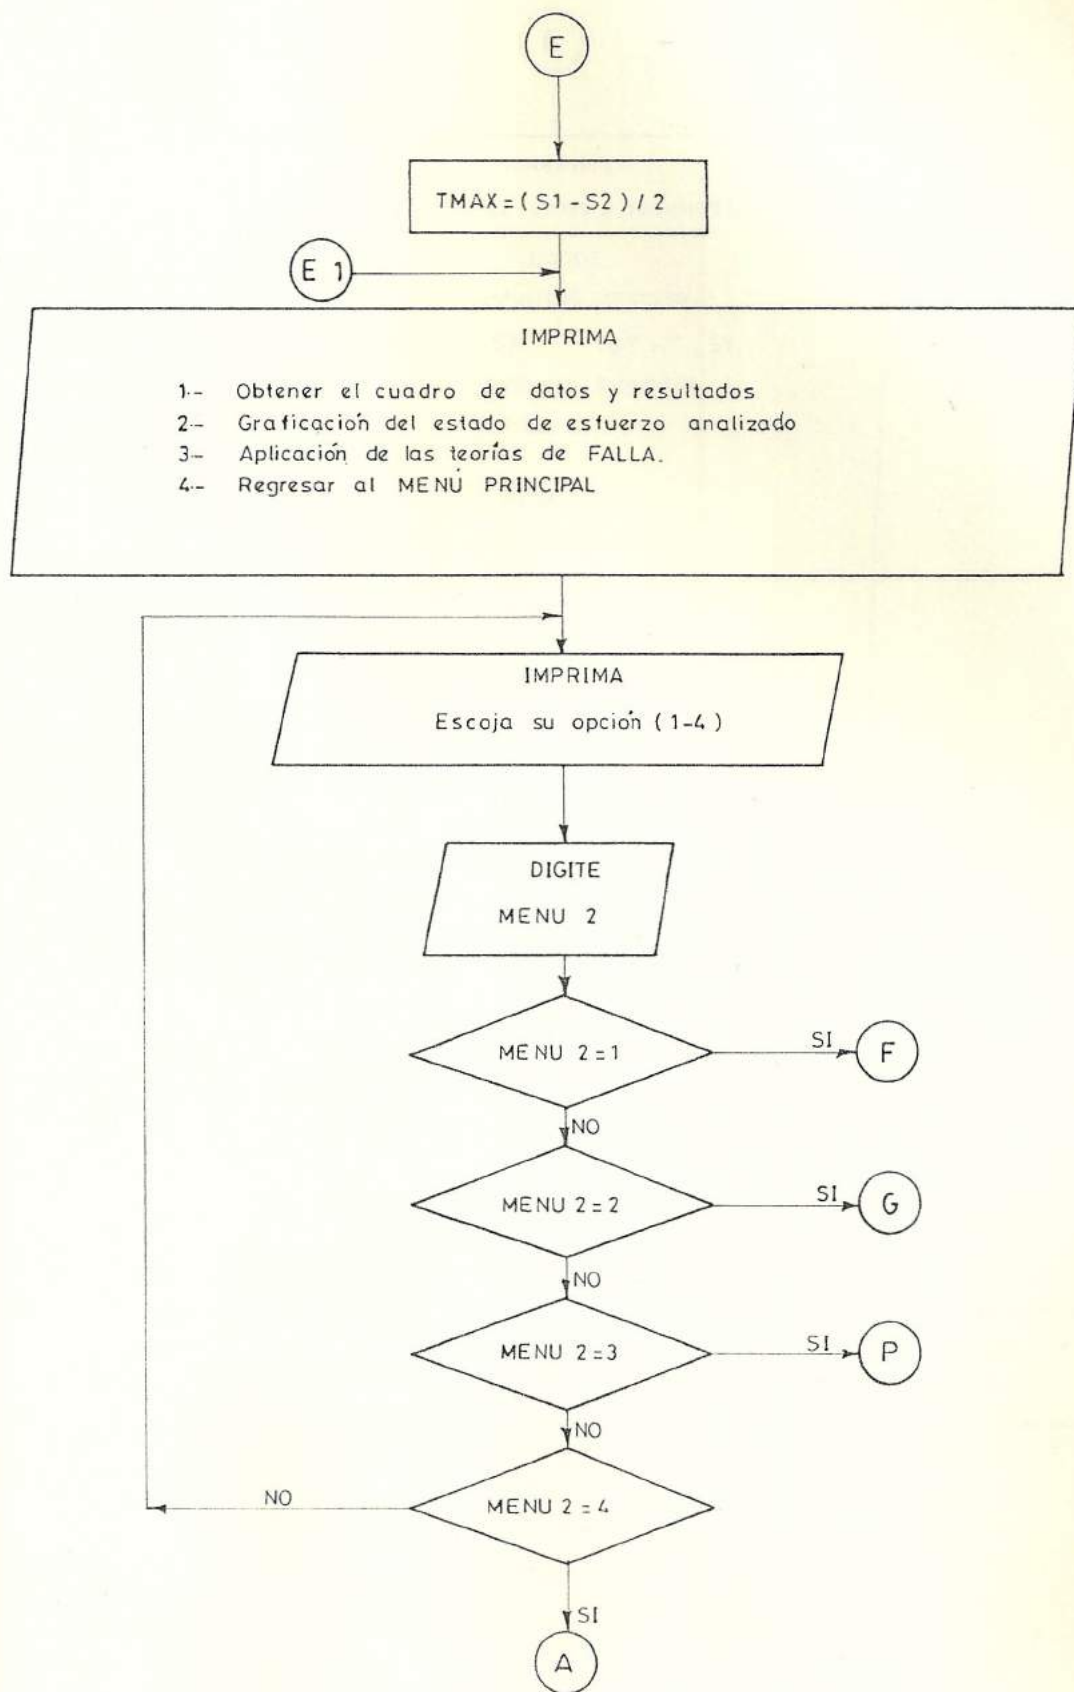 E
TMAX=(S1-S2)/2
E 1
IMPRIMA
1.- Obtener el cuadro de datos y resultados
2- Graficación del estado de esfuerzo analizado
3- Aplicación de las teorías de FALLA.
4.- Regresar al MENÚ PRINCIPAL
IMPRIMA
Escoja su opción (1-4)
DIGITE
MENU 2
MENU 2=1
SI
F
NO
MENU 2=2
SI
G
NO
MENU 2=3
SI
P
NO
MENU 2=4
NO
SI
A